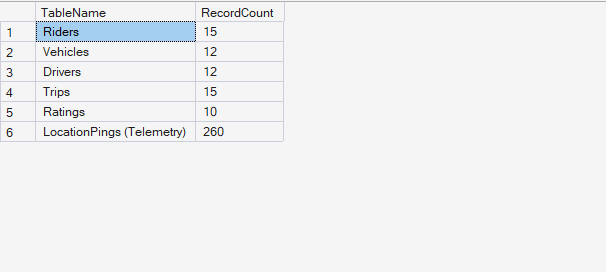 TableName RecordCount
1 Riders 15
2 Vehicles 12
3 Drivers 12
4 Trips 15
5 Ratings 10
6 LocationPings (Telemetry) 260